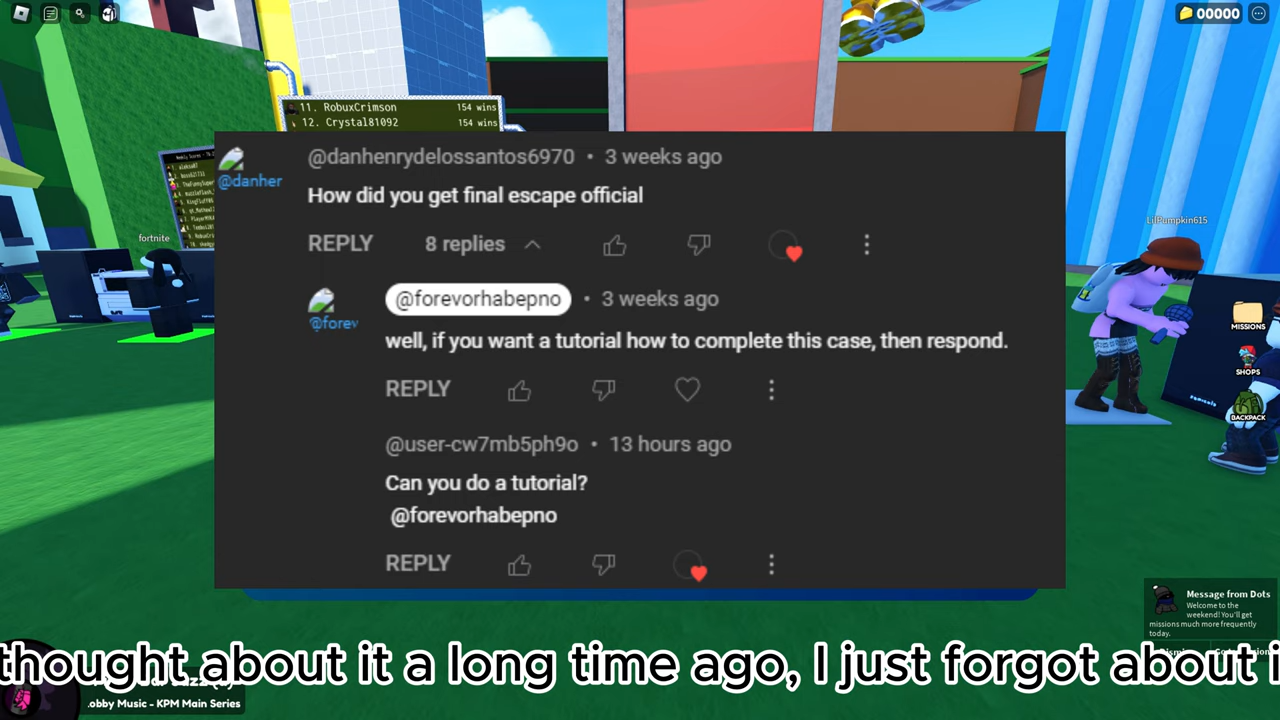 00000
11. RobuxCrimson 154 wins
12. Crystal81092 154 wins
@danhenrydelossantos6970 • 3 weeks ago
@danher
How did you get final escape official
REPLY 8 replies
LilPumpkin615
fortnite
@forevorhabepno • 3 weeks ago
@forev
well, if you want a tutorial how to complete this case, then respond.
MISSIONS
SHOPS
REPLY
BACKPACK
@user-cw7mb5ph9o • 13 hours ago
Can you do a tutorial?
@forevorhabepno
REPLY
Message from Dots
Welcome to the
weekend! You'll get
missions much more frequently
today.
thought about it a long time ago, I just forgot about i
.obby Music - KPM Main Series